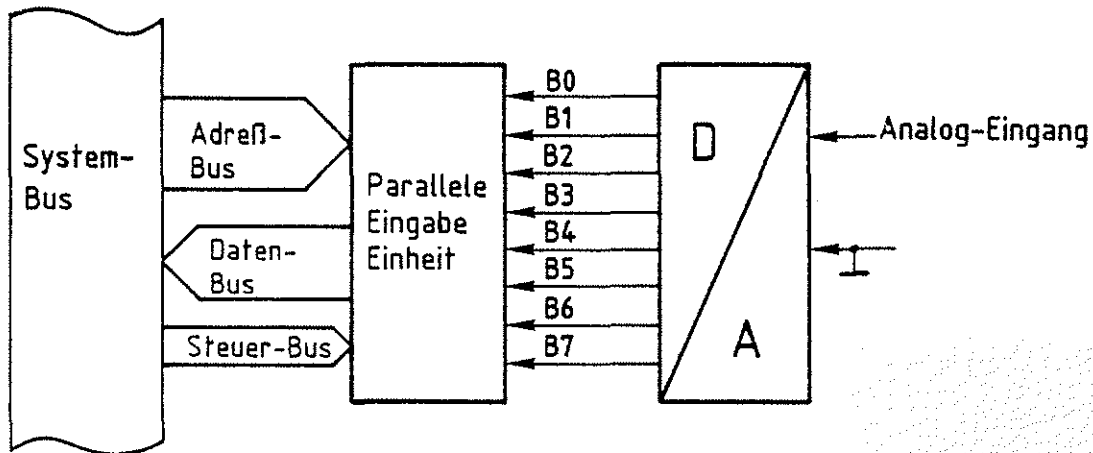 System-
Bus
Adreß-
Bus
Daten-
Bus
Steuer-Bus
Parallele
Eingabe
Einheit
B0
B1
B2
B3
B4
B5
B6
B7
D
A
Analog-Eingang